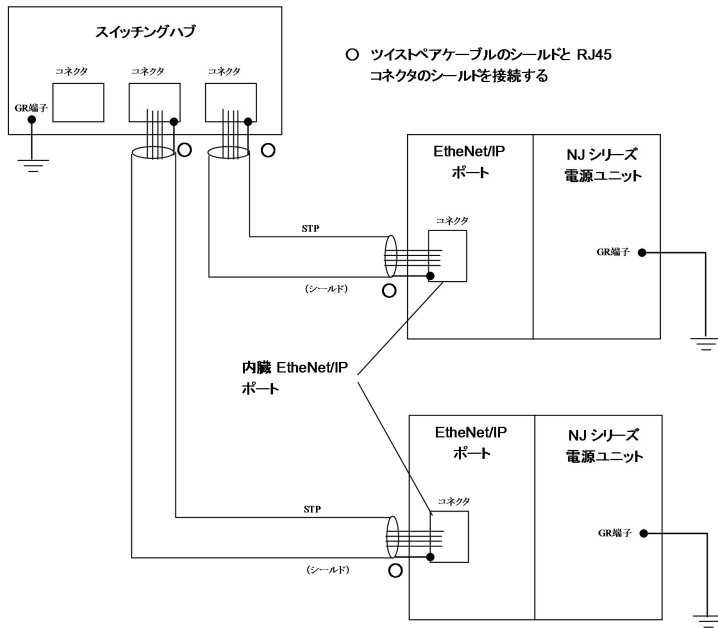 スイッチングハブ
コネクタ
コネクタ
コネクタ
GR端子
○ ツイストペアケーブルのシールドと RJ45
コネクタのシールドを接続する
EtheNet/IP
ポート
NJ シリーズ
電源ユニット
コネクタ
GR端子
STP
(シールド)
内臓 EtheNet/IP
ポート
EtheNet/IP
ポート
NJ シリーズ
電源ユニット
コネクタ
GR端子
STP
(シールド)